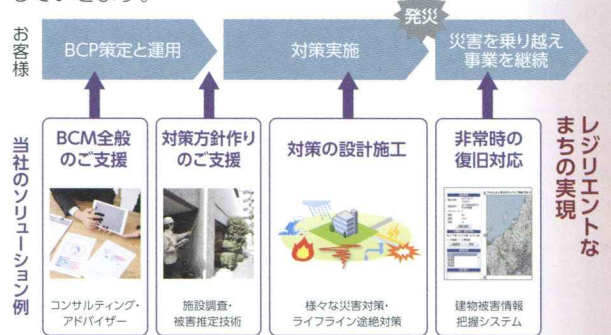 していきます。
発災
お客様
BCP策定と運用
対策実施
災害を乗り越え
事業を継続
当社のソリューション例
BCM全般
のご支援
コンサルティング・
アドバイザー
対策方針作り
のご支援
施設調査・
被害推定技術
対策の設計施工
様々な災害対策・
ライフライン途絶対策
非常時の
復旧対応
建物被害情報
把握システム
レジリエントな
まちの実現